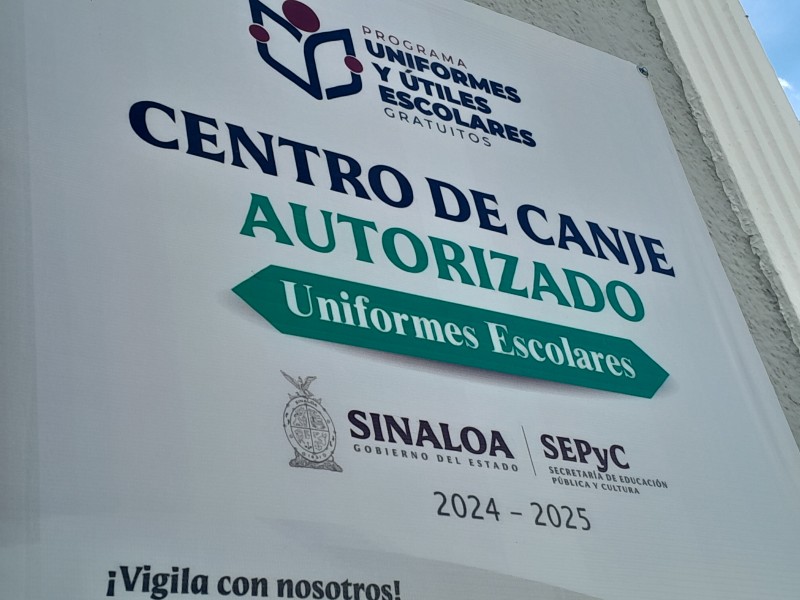 PROGRAMA
UNIFORMES
Y ÚTILES
ESCOLARES
GRATUITOS
CENTRO DE CANJE
AUTORIZADO
Uniformes Escolares
SINALOA
GOBIERNO DEL ESTADO
SEPyC
SECRETARÍA DE EDUCACIÓN
PÚBLICA Y CULTURA
2024 – 2025
¡Vigila con nosotros!